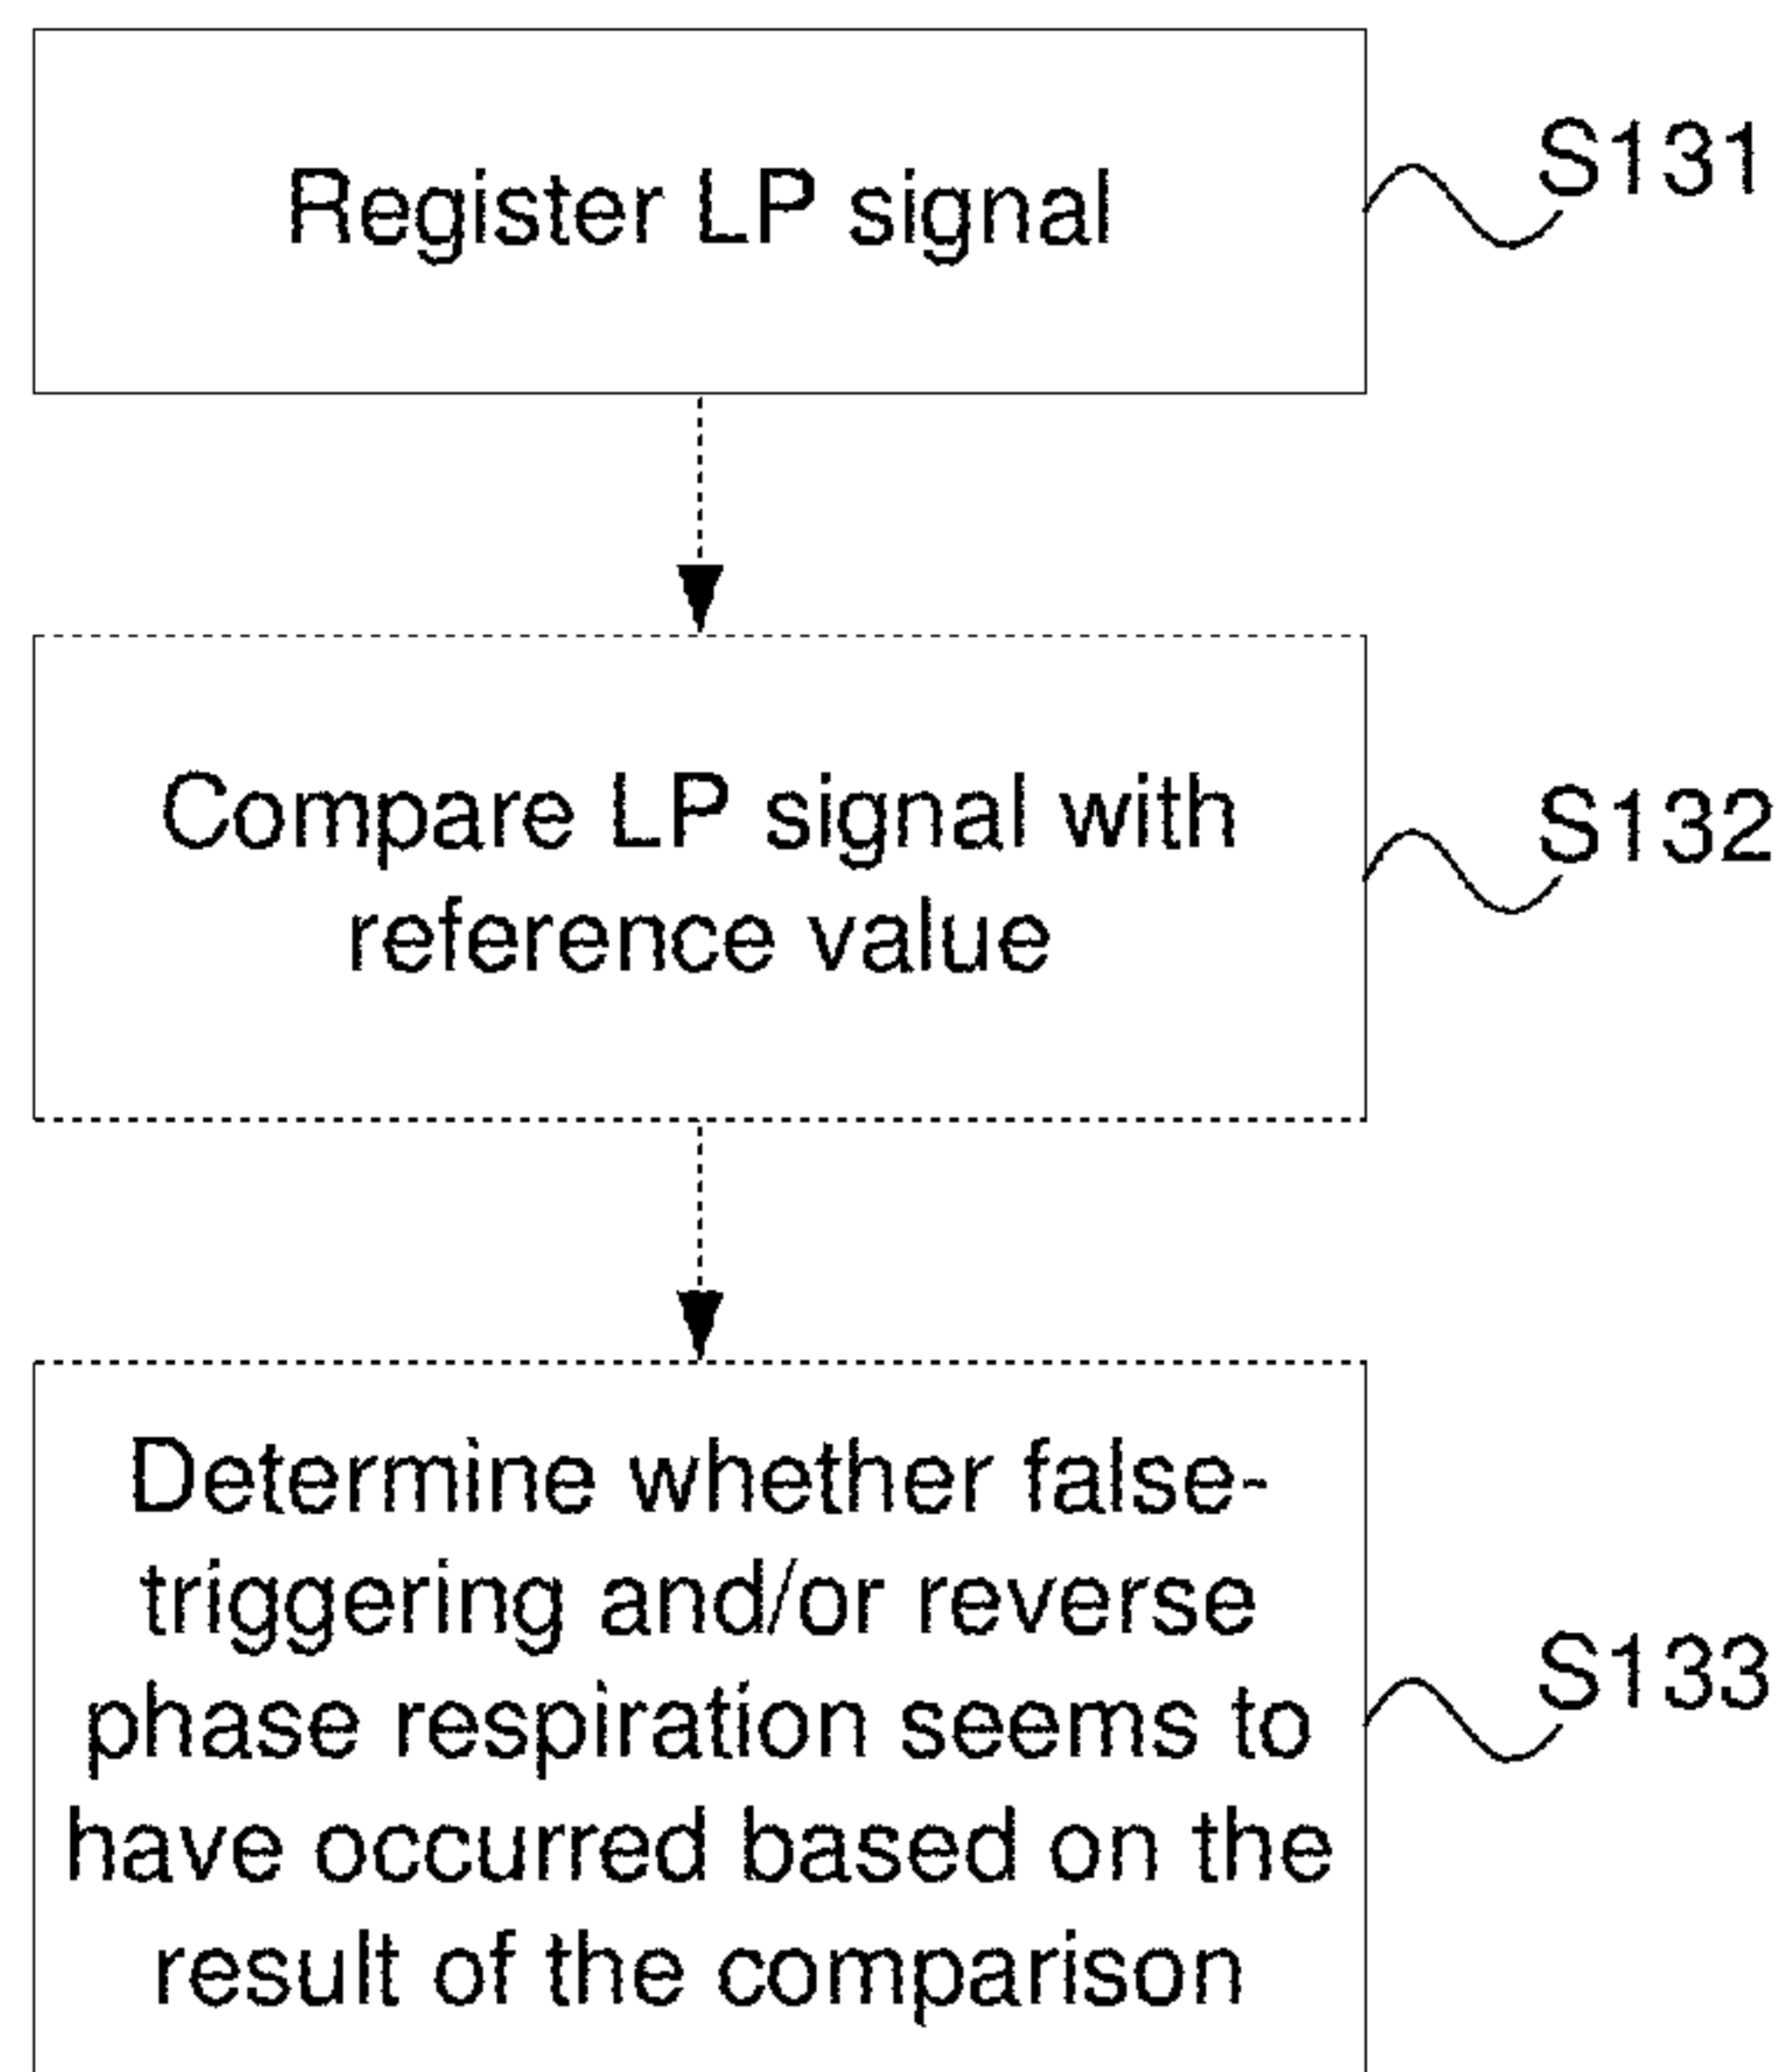 Register LP signal
S131
Compare LP signal with
reference value
S132
Determine whether false-
triggering and/or reverse
phase respiration seems to
have occurred based on the
result of the comparison
S133